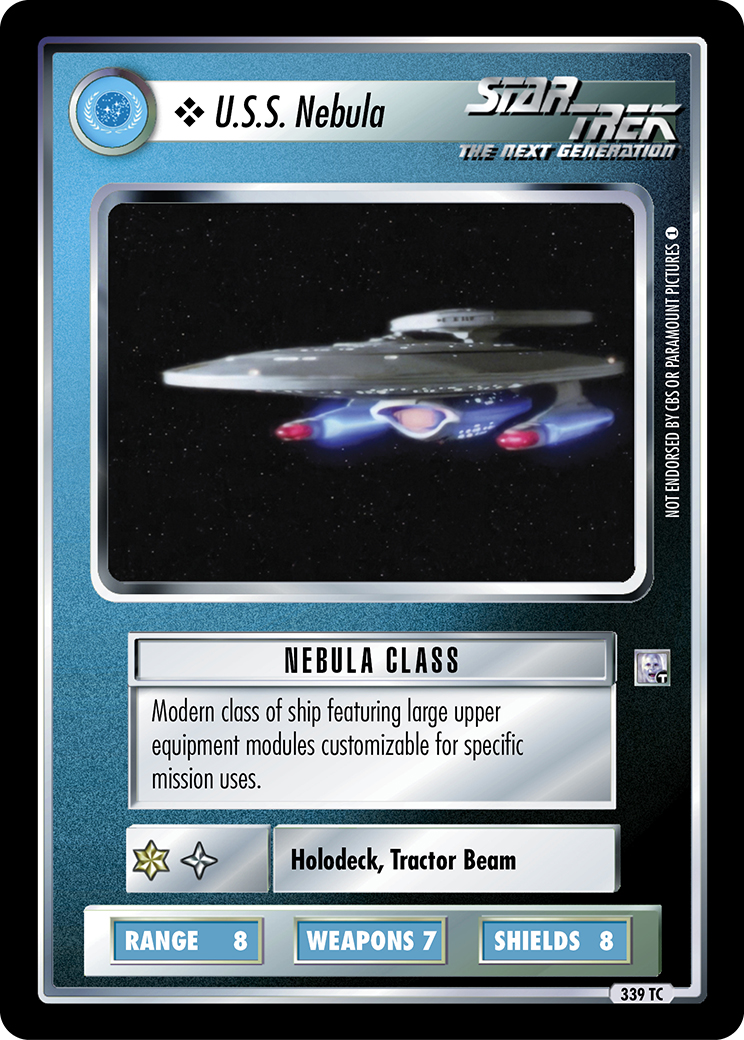 ❖ U.S.S. Nebula
STAR TREK
THE NEXT GENERATION
NOT ENDORSED BY CBS OR PARAMOUNT PICTURES 1
NEBULA CLASS
Modern class of ship featuring large upper
equipment modules customizable for specific
mission uses.
T
Holodeck, Tractor Beam
RANGE 8
WEAPONS 7
SHIELDS 8
339 TC